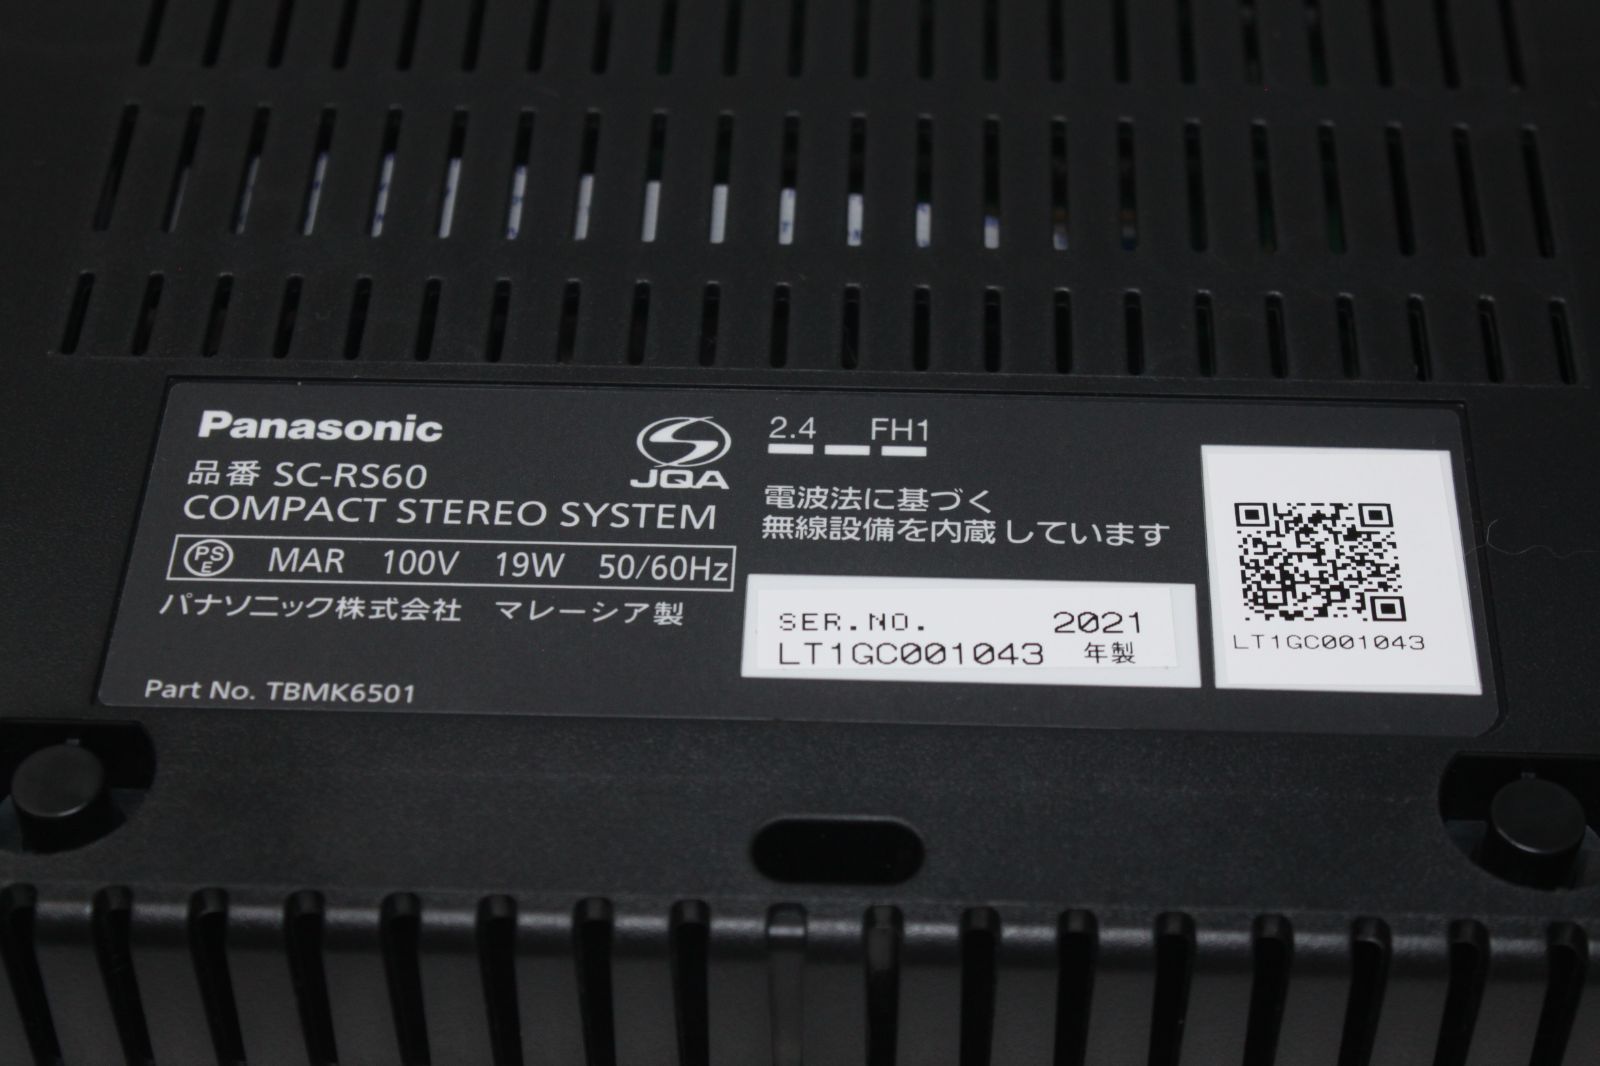 Panasonic
品番 SC-RS60
COMPACT STEREO SYSTEM
PS
E
MAR 100V 19W 50/60Hz
パナソニック株式会社 マレーシア製
Part No. TBMK6501
JQA
2.4 FH1
電波法に基づく
無線設備を内蔵しています
SER.NO. 2021
LT1GC001043 年製
LT1GC001043